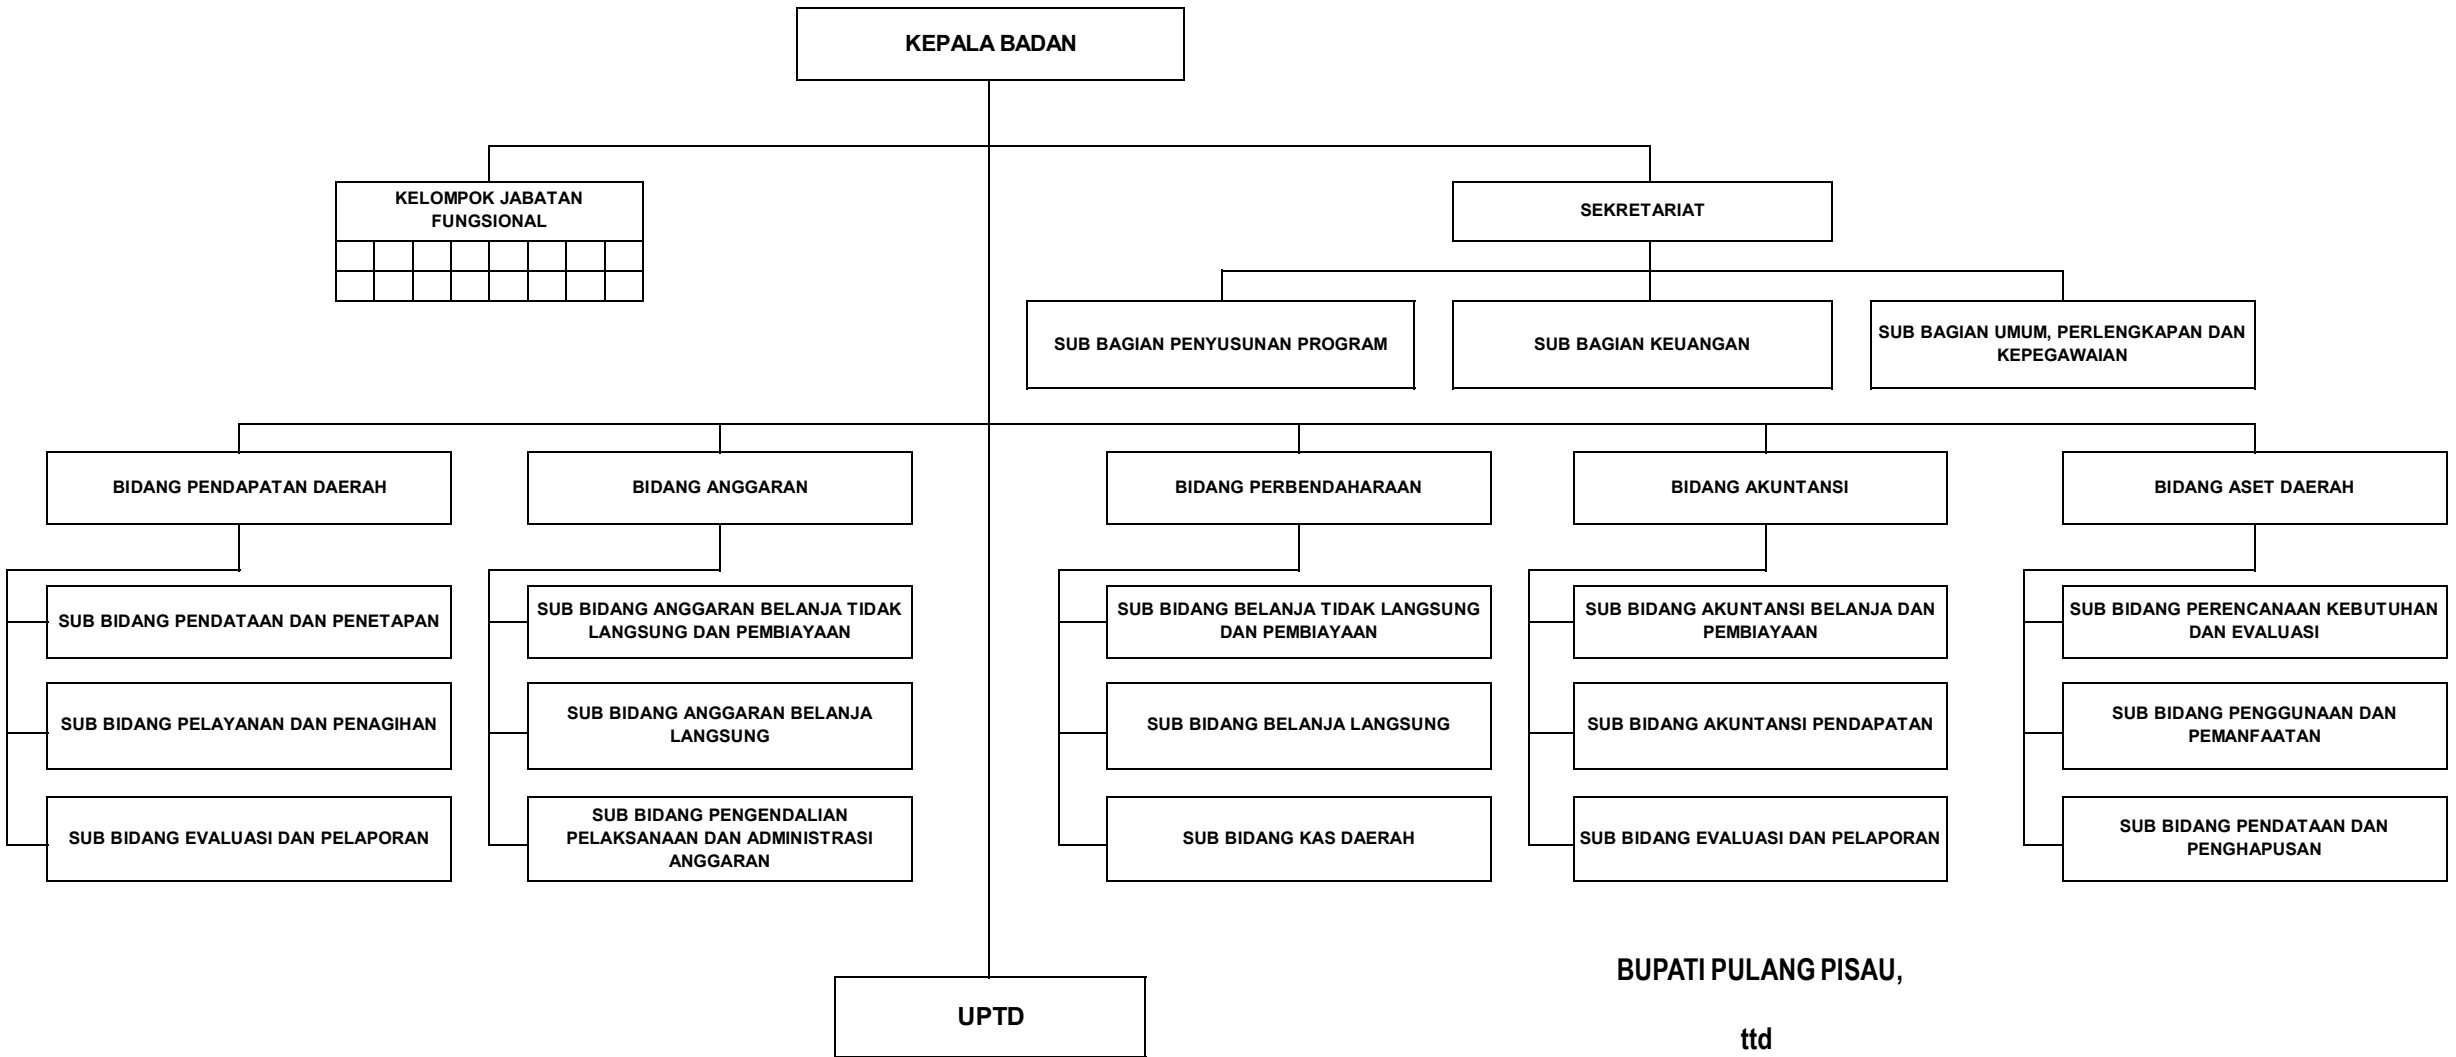 KEPALA BADAN
KELOMPOK JABATAN
FUNGSIONAL
SEKRETARIAT
SUB BAGIAN PENYUSUNAN PROGRAM
SUB BAGIAN KEUANGAN
SUB BAGIAN UMUM, PERLENGKAPAN DAN
KEPEGAWAIAN
BIDANG PENDAPATAN DAERAH
BIDANG ANGGARAN
BIDANG PERBENDAHARAAN
BIDANG AKUNTANSI
BIDANG ASET DAERAH
SUB BIDANG PENDATAAN DAN PENETAPAN
SUB BIDANG ANGGARAN BELANJA TIDAK
LANGSUNG DAN PEMBIAYAAN
SUB BIDANG BELANJA TIDAK LANGSUNG
DAN PEMBIAYAAN
SUB BIDANG AKUNTANSI BELANJA DAN
PEMBIAYAAN
SUB BIDANG PERENCANAAN KEBUTUHAN
DAN EVALUASI
SUB BIDANG PELAYANAN DAN PENAGIHAN
SUB BIDANG ANGGARAN BELANJA
LANGSUNG
SUB BIDANG BELANJA LANGSUNG
SUB BIDANG AKUNTANSI PENDAPATAN
SUB BIDANG PENGGUNAAN DAN
PEMANFAATAN
SUB BIDANG EVALUASI DAN PELAPORAN
SUB BIDANG PENGENDALIAN
PELAKSANAAN DAN ADMINISTRASI
ANGGARAN
SUB BIDANG KAS DAERAH
SUB BIDANG EVALUASI DAN PELAPORAN
SUB BIDANG PENDATAAN DAN
PENGHAPUSAN
UPTD
BUPATI PULANG PISAU,
ttd